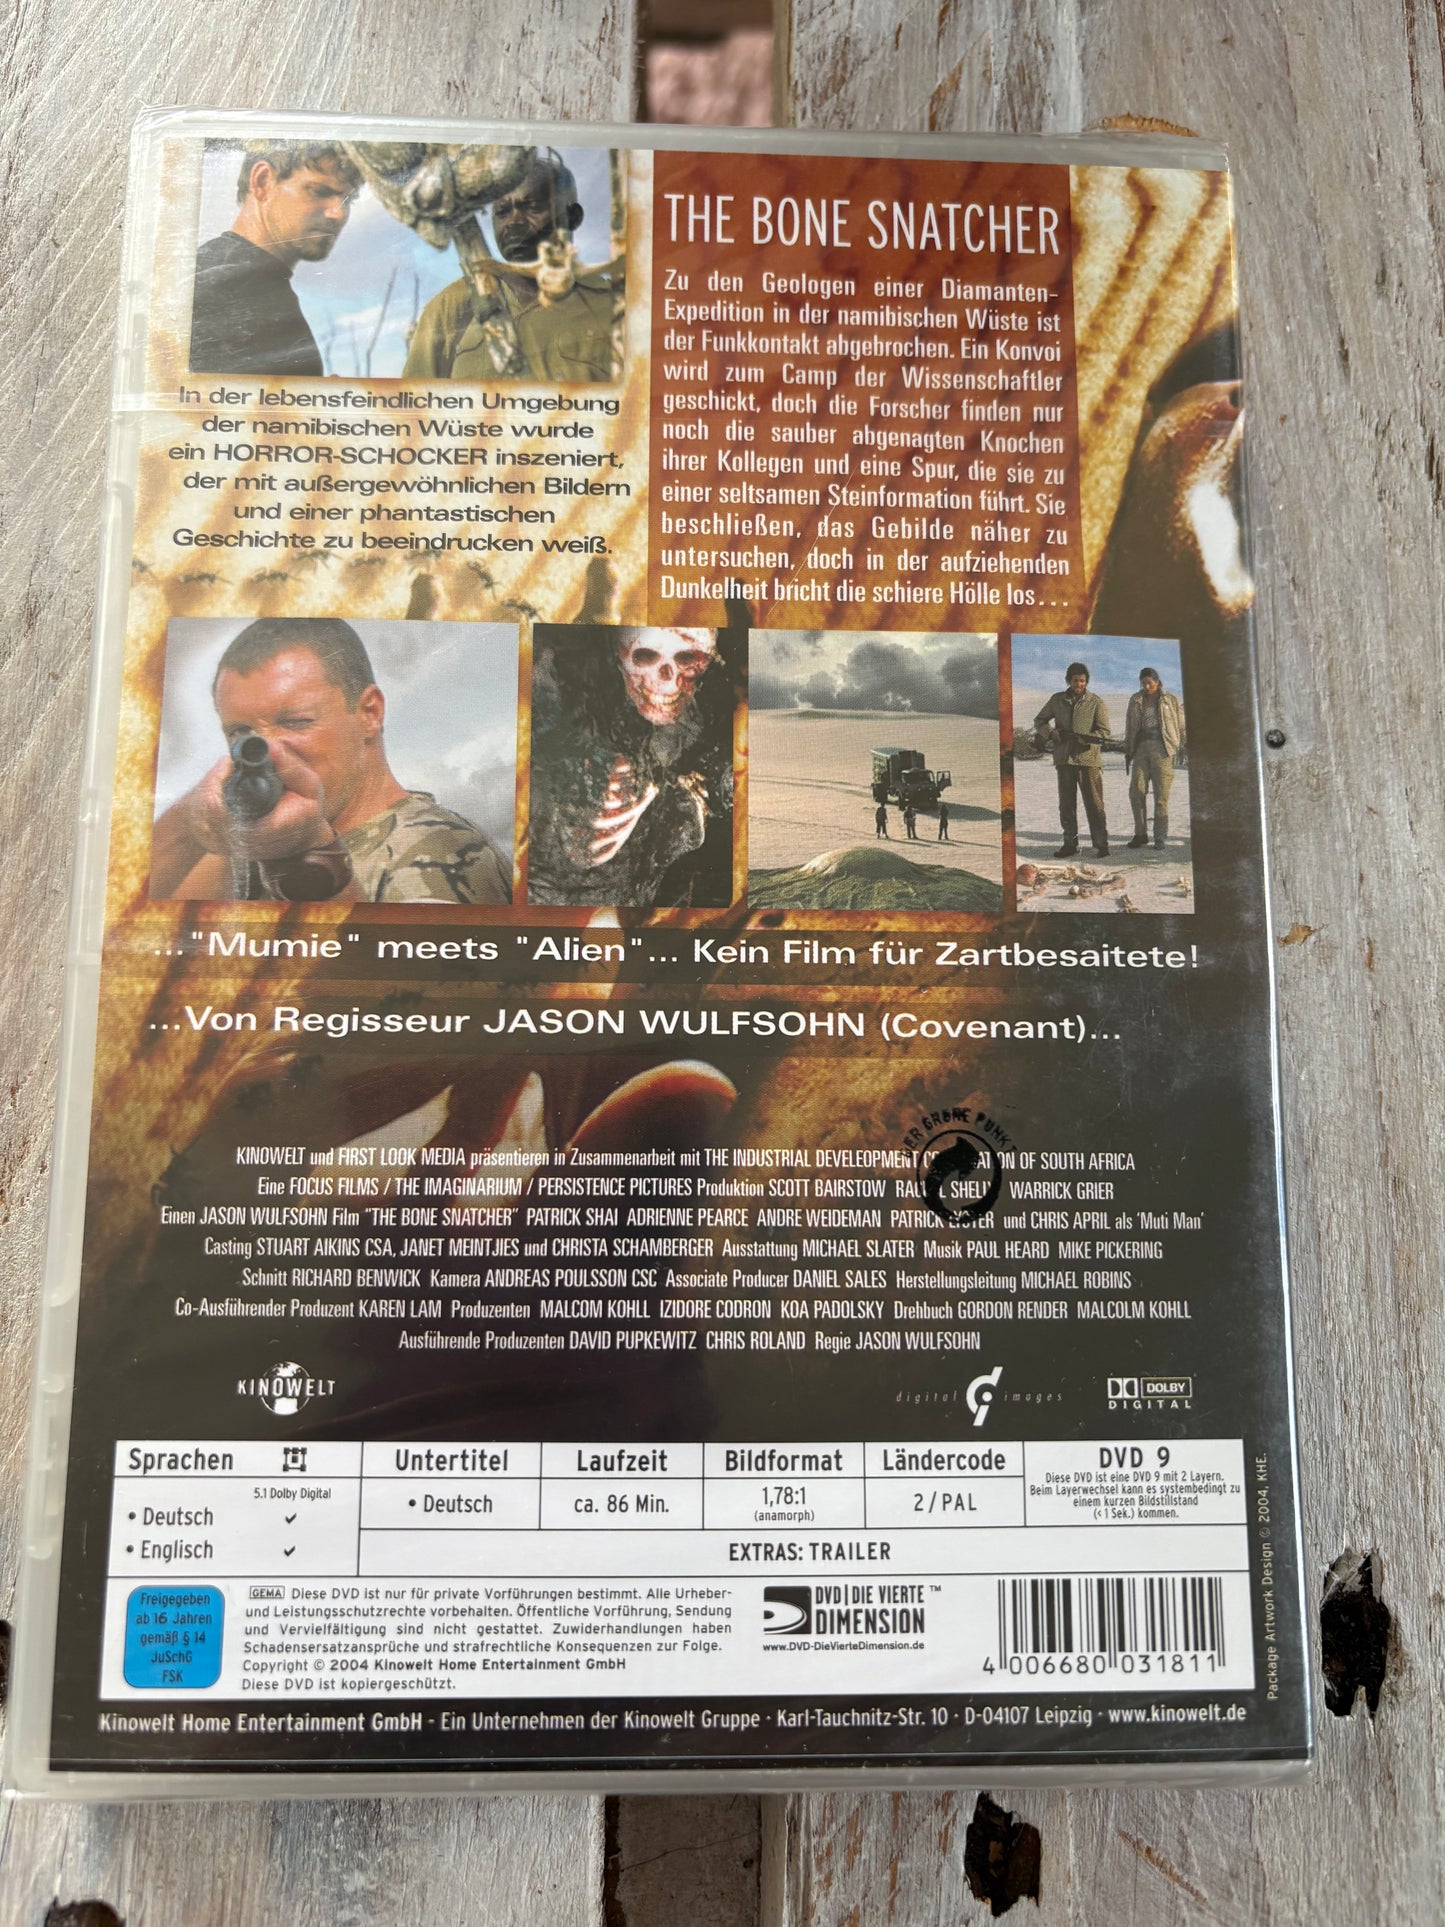 THE BONE SNATCHER
Zu den Geologen einer Diamanten-
Expedition in der namibischen Wüste ist
der Funkkontakt abgebrochen. Ein Konvoi
wird zum Camp der Wissenschaftler
geschickt, doch die Forscher finden nur
noch die sauber abgenagten Knochen
ihrer Kollegen und eine Spur, die sie zu
einer seltsamen Steinformation führt. Sie
beschließen, das Gebilde näher zu
untersuchen, doch in der aufziehenden
Dunkelheit bricht die schiere Hölle los...
In der lebensfeindlichen Umgebung
der namibischen Wüste wurde
ein HORROR-SCHOCKER inszeniert,
der mit außergewöhnlichen Bildern
und einer phantastischen
Geschichte zu beeindrucken weiß.
..."Mumie" meets "Alien"... Kein Film für Zartbesaitete!
...Von Regisseur JASON WULFSOHN (Covenant)...
DER GRÜNE PUNKT
KINOWELT und FIRST LOOK MEDIA präsentieren in Zusammenarbeit mit THE INDUSTRIAL DEVELEOPMENT OF SOUTH AFRICA
Eine FOCUS FILMS / THE IMAGINARIUM / PERSISTENCE PICTURES Produktion SCOTT BAIRSTOW WARRICK GRIER
Einen JASON WULFSOHN Film "THE BONE SNATCHER" PATRICK SHAI ADRIENNE PEARCE ANDRE WEIDEMAN PATRICK LYSTER und CHRIS APRIL als 'Muti Man'
Casting STUART AIKINS CSA, JANET MEINTJIES und CHRISTA SCHAMBERGER Ausstattung MICHAEL SLATER Musik PAUL HEARD MIKE PICKERING
Schnitt RICHARD BENWICK Kamera ANDREAS POULSSON CSC Associate Producer DANIEL SALES Herstellungsleitung MICHAEL ROBINS
Co-Ausführender Produzent KAREN LAM Produzenten MALCOM KOHLL IZIDORE CODRON KOA PADOLSKY Drehbuch GORDON RENDER MALCOLM KOHLL
Ausführende Produzenten DAVID PUPKEWITZ CHRIS ROLAND Regie JASON WULFSOHN
KINOWELT
digital images
DOLBY
DIGITAL
Sprachen
5.1 Dolby Digital
• Deutsch
• Englisch
Untertitel
• Deutsch
Laufzeit
ca. 86 Min.
Bildformat
1,78:1
(anamorph)
Ländercode
2/PAL
DVD 9
Diese DVD ist eine DVD 9 mit 2 Layern.
Beim Layerwechsel kann es systembedingt zu
einem kurzen Bildstillstand
(<1 Sek.) kommen.
EXTRAS: TRAILER
Freigegeben
ab 16 Jahren
gemäß § 14
JuSchG
FSK
GEMA Diese DVD ist nur für private Vorführungen bestimmt. Alle Urheber-
und Leistungsschutzrechte vorbehalten. Öffentliche Vorführung, Sendung
und Vervielfältigung sind nicht gestattet. Zuwiderhandlungen haben
Schadensersatzansprüche und strafrechtliche Konsequenzen zur Folge.
Copyright © 2004 Kinowelt Home Entertainment GmbH
Diese DVD ist kopiergeschützt.
DVD|DIE VIERTE™
DIMENSION
www.DVD-DieVierteDimension.de
4 006680 031811
Package Artwork Design © 2004, KHE.
Kinowelt Home Entertainment GmbH - Ein Unternehmen der Kinowelt Gruppe · Karl-Tauchnitz-Str. 10 · D-04107 Leipzig · www.kinowelt.de